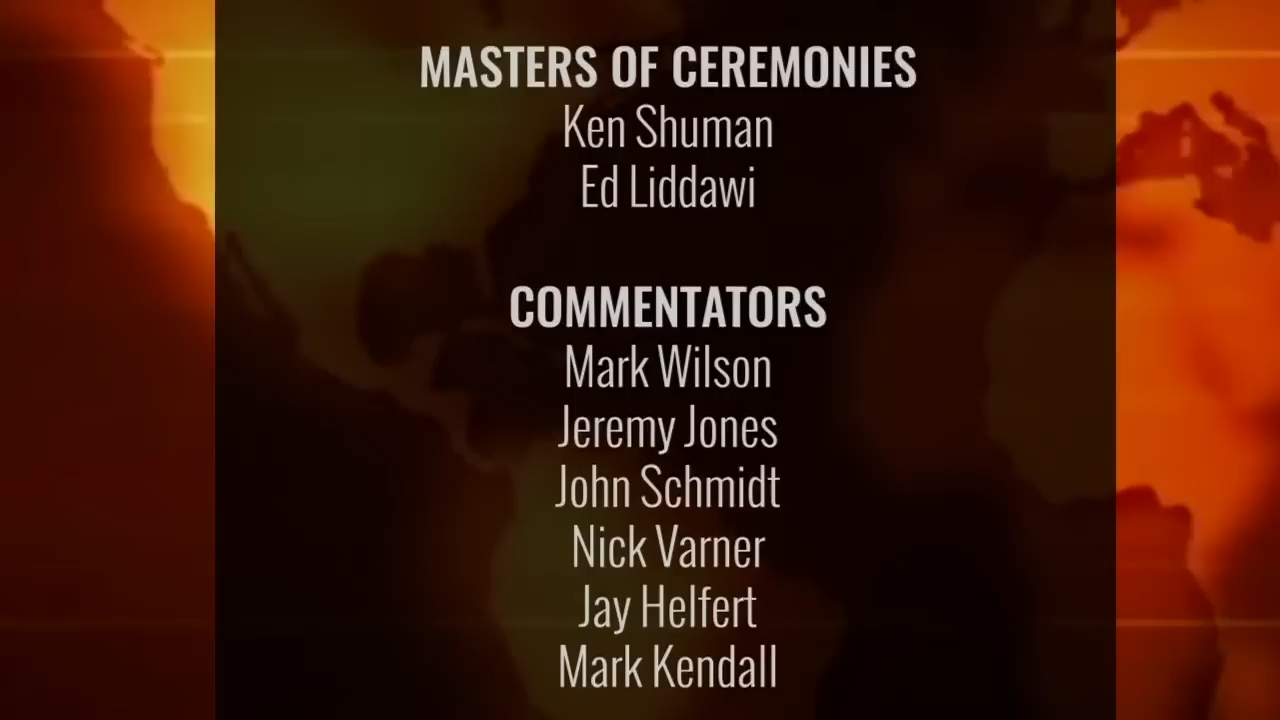 MASTERS OF CEREMONIES
Ken Shuman
Ed Liddawi
COMMENTATORS
Mark Wilson
Jeremy Jones
John Schmidt
Nick Varner
Jay Helfert
Mark Kendall